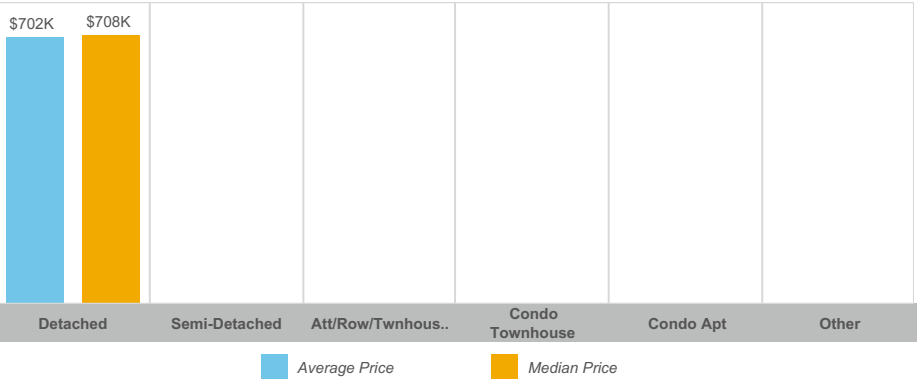 $702K
$708K
Detached
Semi-Detached
Att/Row/Twnhous..
Condo
Townhouse
Condo Apt
Other
Average Price
Median Price